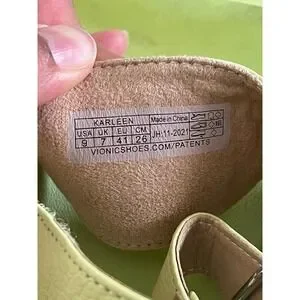 KARLEEN Made in China
USA UK EU CM
9 7 41 26 JH:11-2021
VIONICSHOES.COM/PATENTS